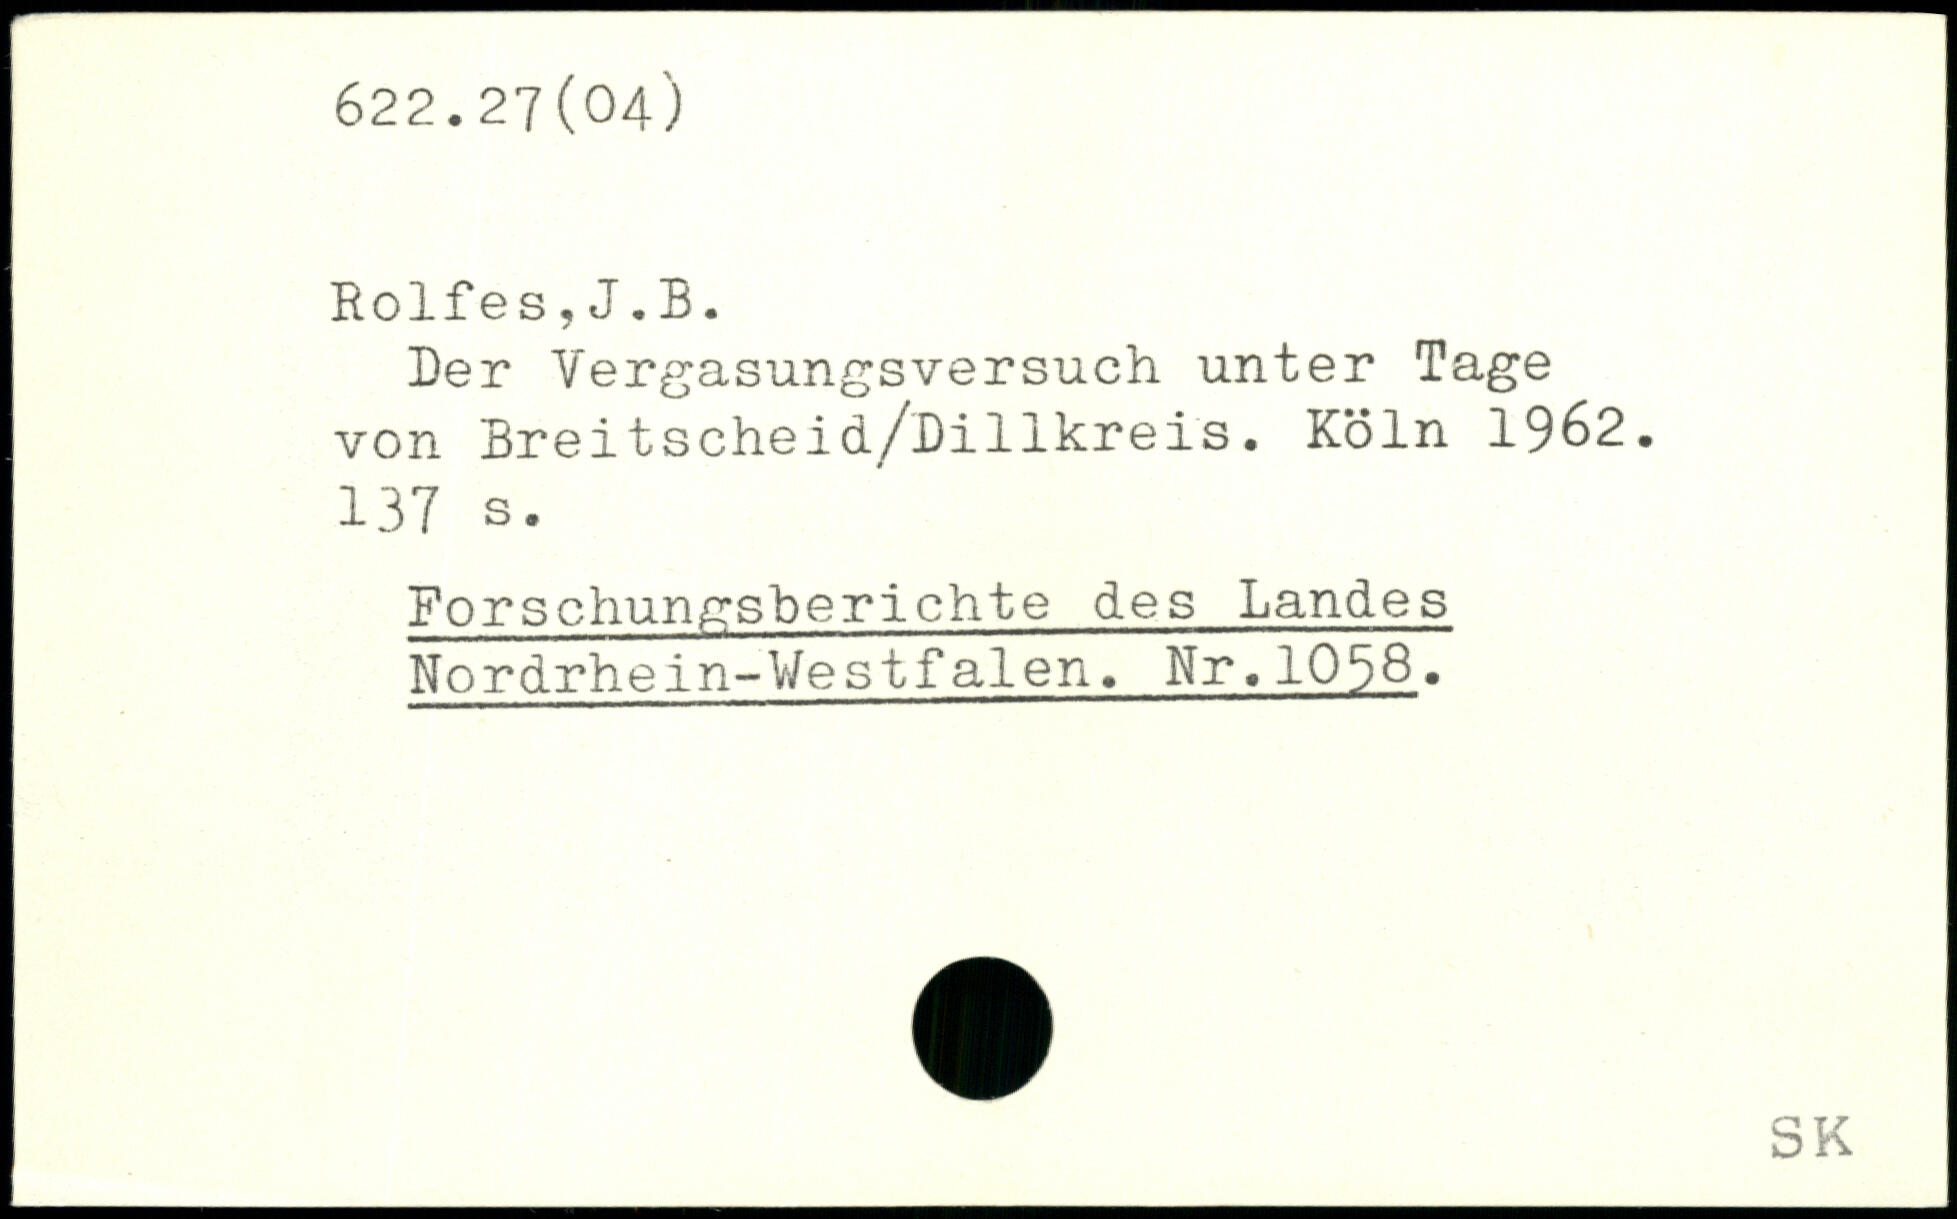 622.27(04)
Rolfes,J.B.
Der Vergasungsversuch unter Tage
von Breitscheid/Dillkreis. Köln 1962.
137 s.
Forschungsberichte des Landes
Nordrhein-Westfalen. Nr.1058.
SK